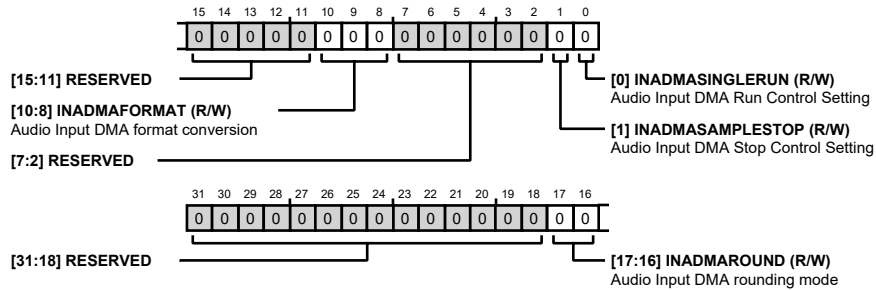 15 14 13 12 11 10 9 8 7 6 5 4 3 2 1 0
0 0 0 0 0 0 0 0 0 0 0 0 0 0 0 0
[15:11] RESERVED
[0] INADMASINGLERUN (R/W)
Audio Input DMA Run Control Setting
[10:8] INADMAFORMAT (R/W)
Audio Input DMA format conversion
[1] INADMASAMPLESTOP (R/W)
Audio Input DMA Stop Control Setting
[7:2] RESERVED
31 30 29 28 27 26 25 24 23 22 21 20 19 18 17 16
0 0 0 0 0 0 0 0 0 0 0 0 0 0 0 0
[31:18] RESERVED
[17:16] INADMAROUND (R/W)
Audio Input DMA rounding mode